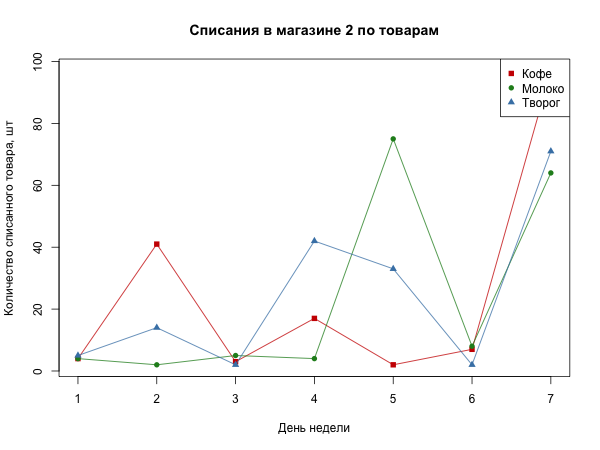 Списания в магазине 2 по товарам
Количество списанного товара, шт
100
80
60
40
20
0
Кофе
Молоко
Творог
1 2 3 4 5 6 7
День недели